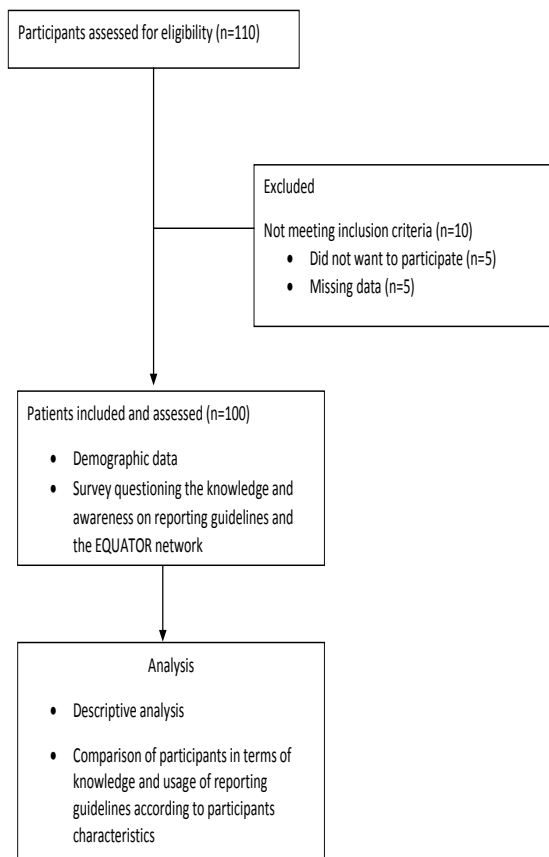 Participants assessed for eligibility (n=110)
Excluded
Not meeting inclusion criteria (n=10)
• Did not want to participate (n=5)
• Missing data (n=5)
Patients included and assessed (n=100)
• Demographic data
• Survey questioning the knowledge and
awareness on reporting guidelines and
the EQUATOR network
Analysis
• Descriptive analysis
• Comparison of participants in terms of
knowledge and usage of reporting
guidelines according to participants
characteristics